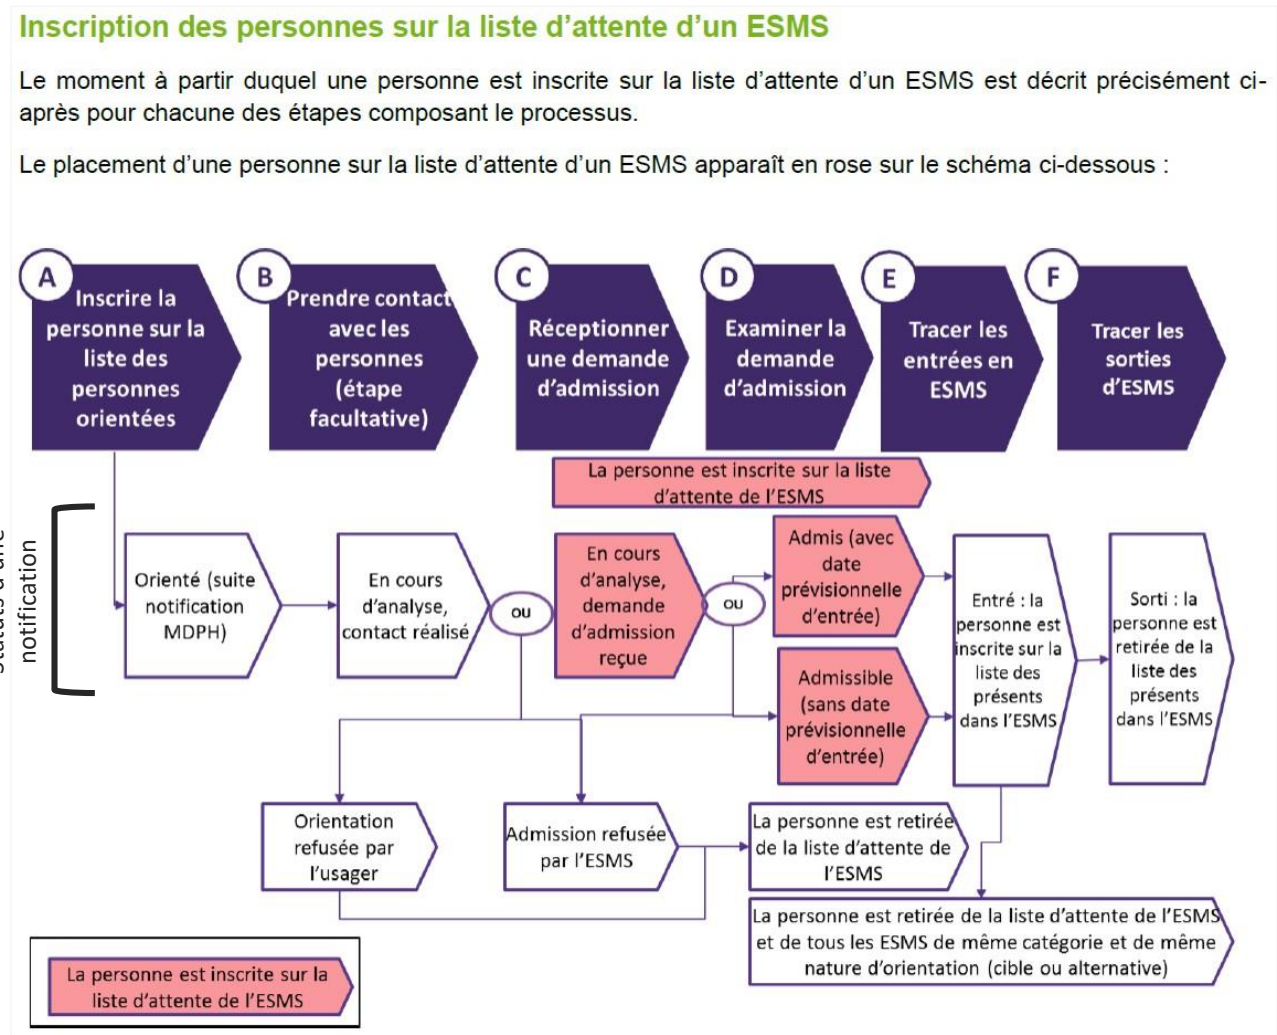 Inscription des personnes sur la liste d'attente d'un ESMS
Le moment à partir duquel une personne est inscrite sur la liste d'attente d'un ESMS est décrit précisément ci-
après pour chacune des étapes composant le processus.
Le placement d'une personne sur la liste d'attente d'un ESMS apparaît en rose sur le schéma ci-dessous :
A
Inscrire la
personne sur la
liste des
personnes
orientées
B
Prendre contact
avec les
personnes
(étape
facultative)
C
Réceptionner
une demande
d'admission
D
Examiner la
demande
d'admission
E
Tracer les
entrées en
ESMS
F
Tracer les
sorties
d'ESMS
La personne est inscrite sur la liste
d'attente de l'ESMS
notification
Orienté (suite
notification
MDPH)
En cours
d'analyse,
contact réalisé
ou
En cours
d'analyse,
demande
d'admission
reçue
ou
Admis (avec
date
prévisionnelle
d'entrée)
Admissible
(sans date
prévisionnelle
d'entrée)
Entré : la
personne est
inscrite sur la
liste des
présents
dans l'ESMS
Sorti : la
personne est
retirée de la
liste des
présents
dans l'ESMS
Orientation
refusée par
l'usager
Admission refusée
par l'ESMS
La personne est retirée
de la liste d'attente de
l'ESMS
La personne est retirée de la liste d'attente de l'ESMS
et de tous les ESMS de même catégorie et de même
nature d'orientation (cible ou alternative)
La personne est inscrite sur la
liste d'attente de l'ESMS